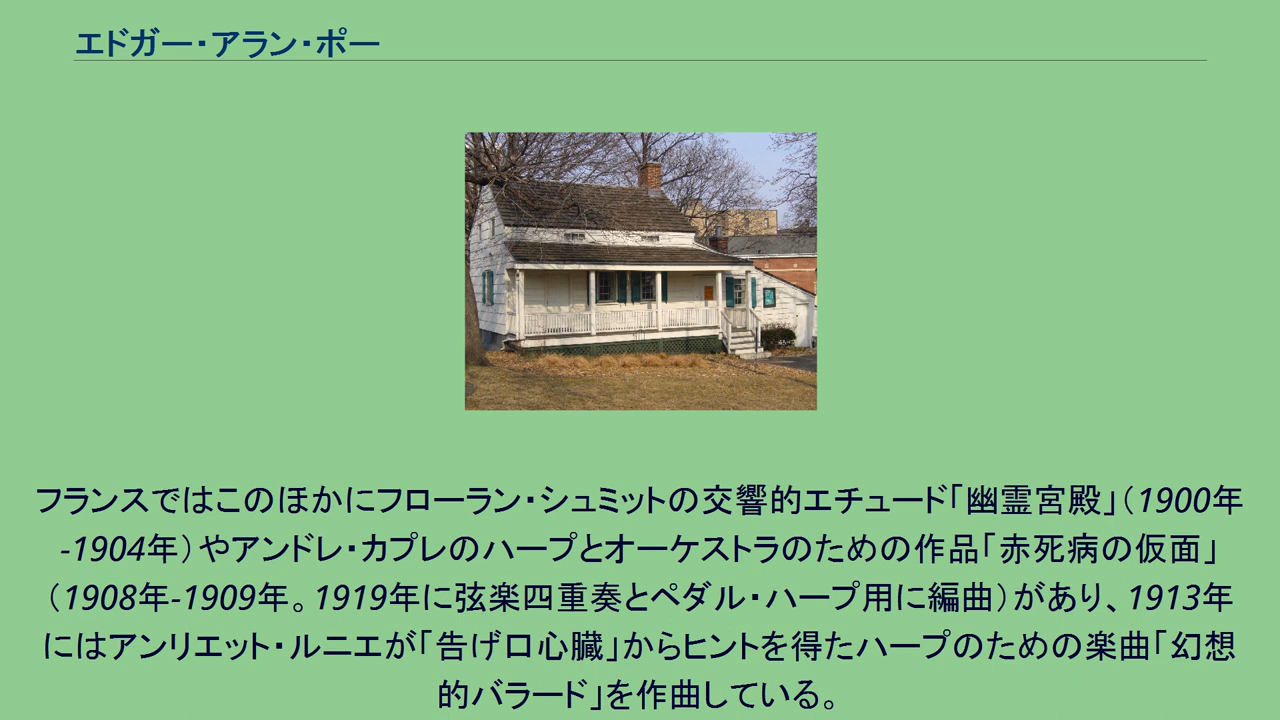 エドガー・アラン・ポー
フランスではこのほかにフローラン・シュミットの交響的エチュード「幽霊宮殿」（1900年
-1904年）やアンドレ・カプレのハープとオーケストラのための作品「赤死病の仮面」
（1908年-1909年。1919年に弦楽四重奏とペダル・ハープ用に編曲）があり、1913年
にはアンリエット・ルニエが「告げ口心臓」からヒントを得たハープのための楽曲「幻想
的バラード」を作曲している。